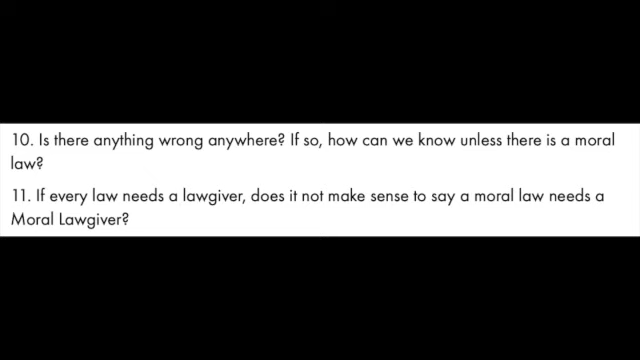 10. Is there anything wrong anywhere? If so, how can we know unless there is a moral
law?
11. If every law needs a lawgiver, does it not make sense to say a moral law needs a
Moral Lawgiver?